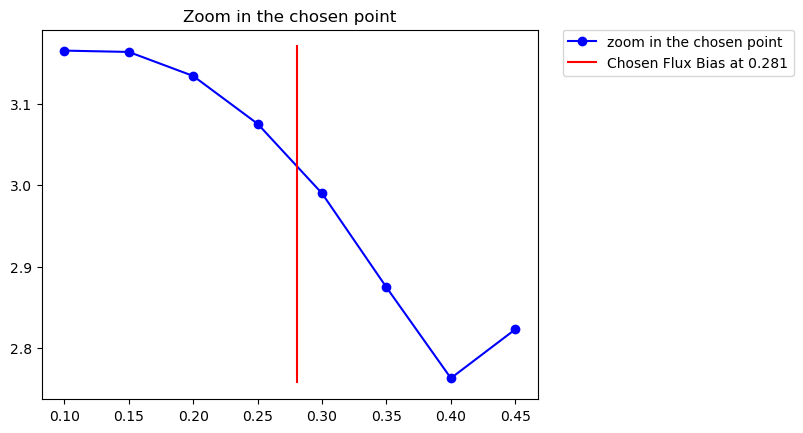 Zoom in the chosen point
zoom in the chosen point
Chosen Flux Bias at 0.281
3.1
3.0
2.9
2.8
0.10 0.15 0.20 0.25 0.30 0.35 0.40 0.45